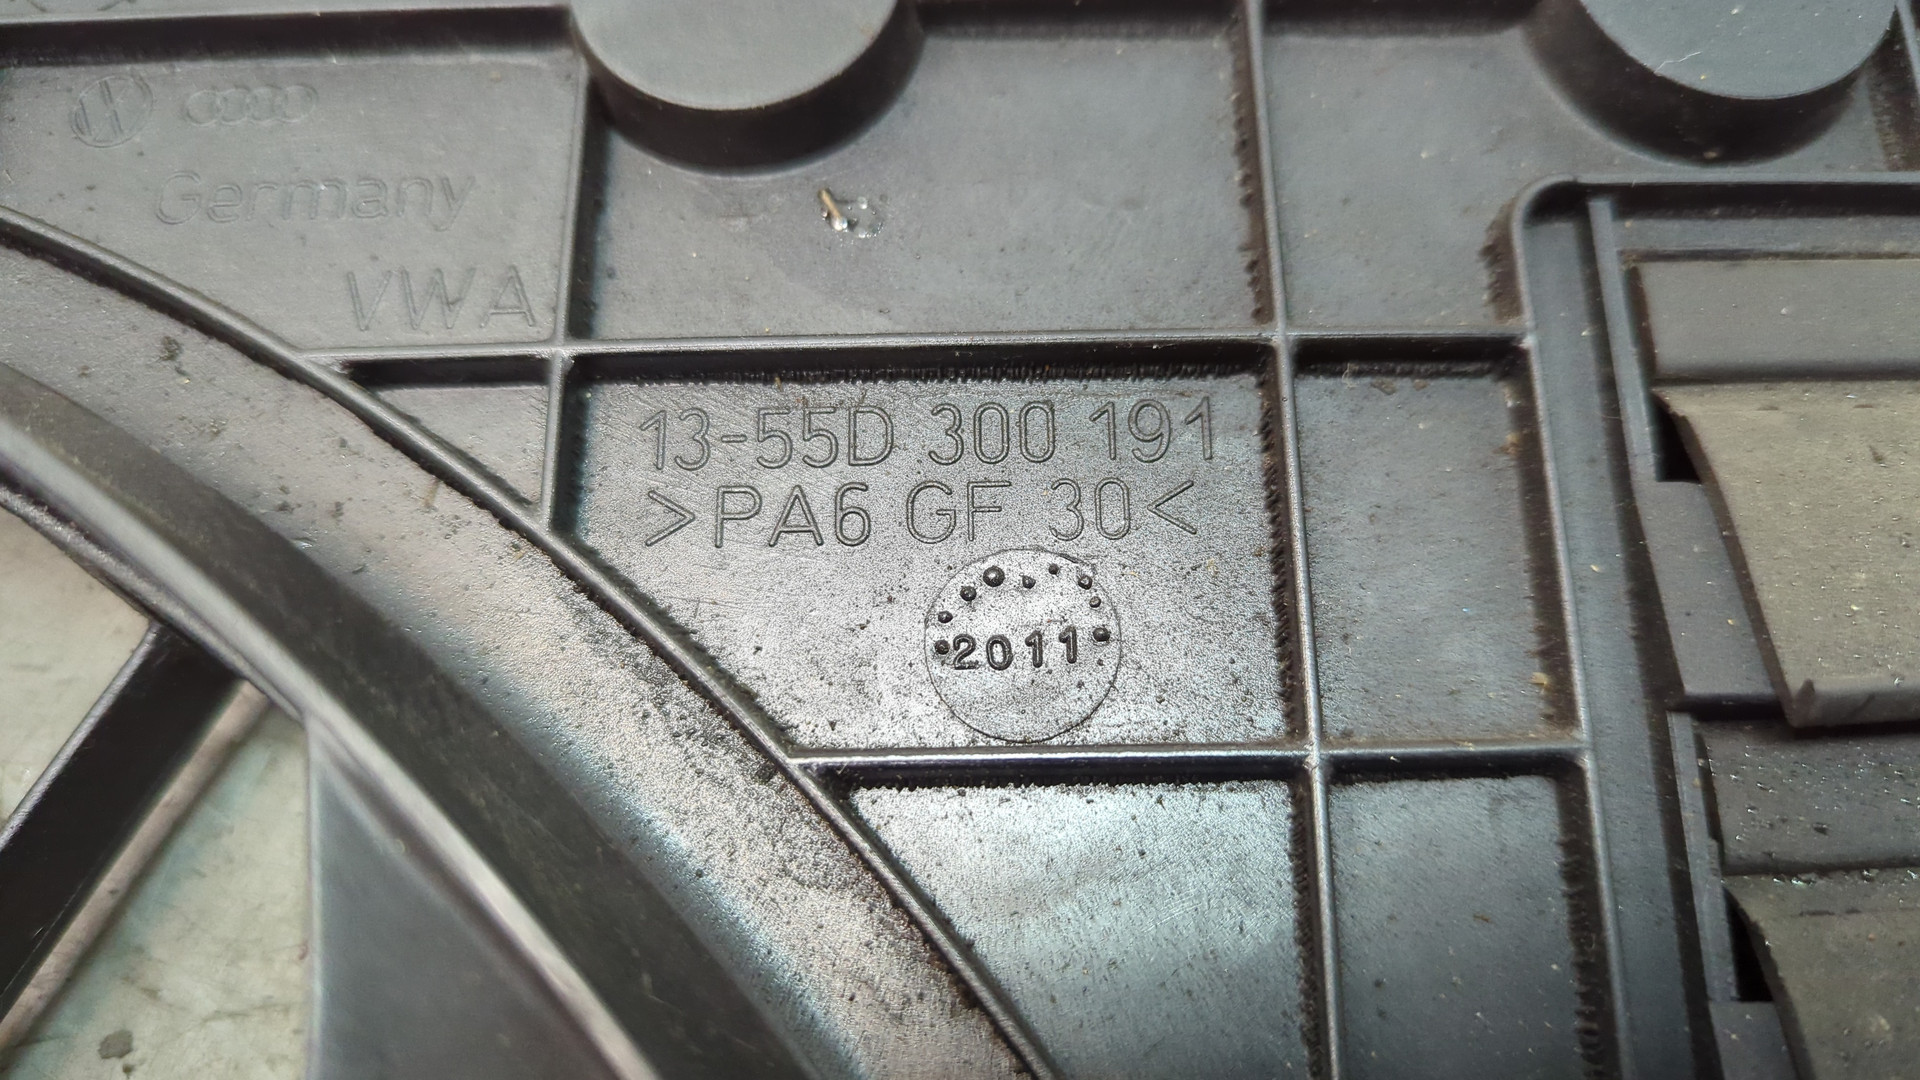 Germany
VWA
13-55D 300 191
>PA6 GF 30<
2011